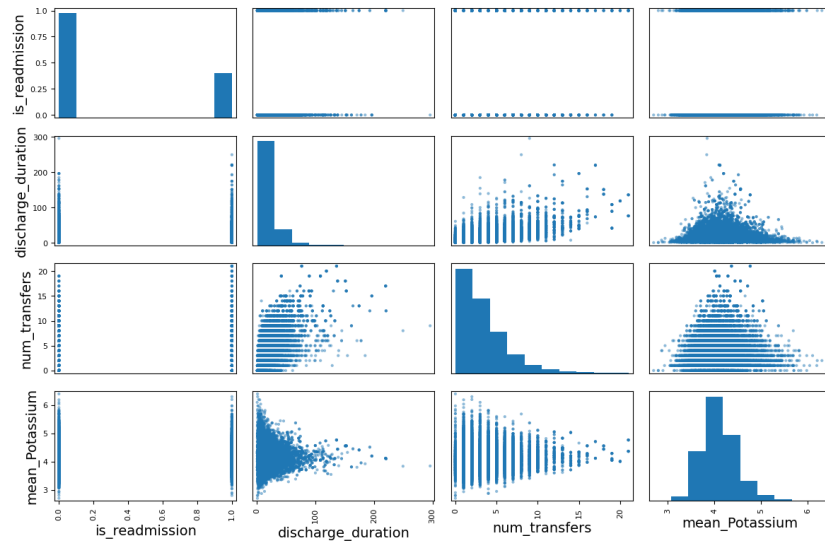 is_readmission
1.0
0.75
0.50
0.25
0.0
discharge_duration
300
200
100
0
num_transfers
20
15
10
5
0
mean_Potassium
6
5
4
3
0.0 0.2 0.4 0.6 0.8 1.0
0 100 200 300
0 5 10 15 20
3 4 5 6
is_readmission discharge_duration num_transfers mean_Potassium